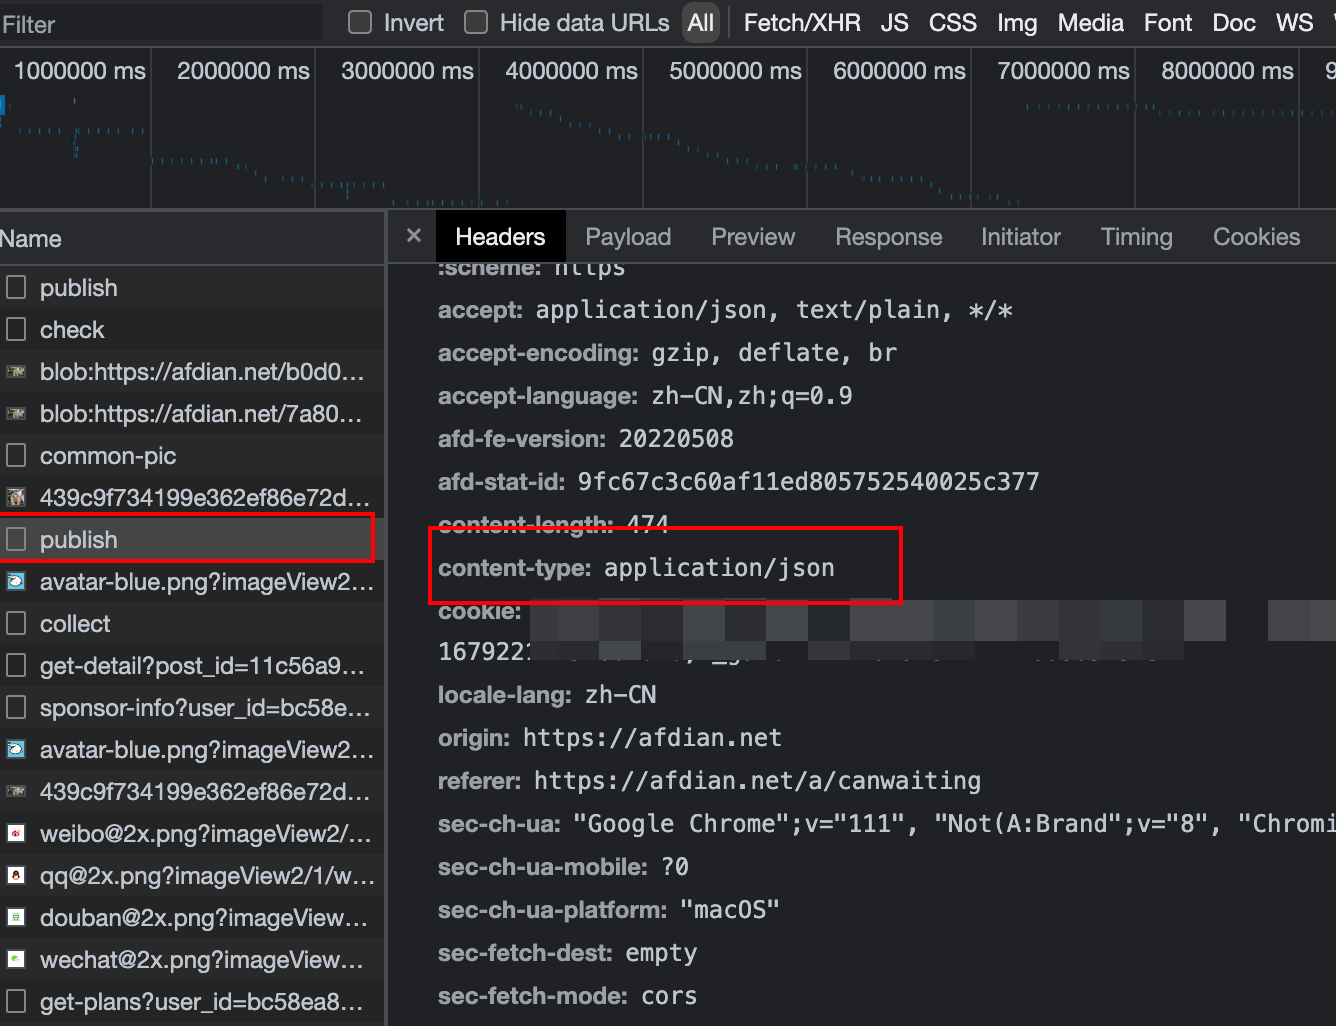 Filter Invert Hide data URLs All Fetch/XHR JS CSS Img Media Font Doc WS
1000000 ms 2000000 ms 3000000 ms 4000000 ms 5000000 ms 6000000 ms 7000000 ms 8000000 ms 9
Name
publish
check
blob:https://afdian.net/b0d0…
blob:https://afdian.net/7a80…
common-pic
439c9f734199e362ef86e72d…
publish
avatar-blue.png?imageView2…
collect
get-detail?post_id=11c56a9…
sponsor-info?user_id=bc58e…
avatar-blue.png?imageView2…
439c9f734199e362ef86e72d…
weibo@2x.png?imageView2/…
qq@2x.png?imageView2/1/w…
douban@2x.png?imageView…
wechat@2x.png?imageView…
get-plans?user_id=bc58ea8…
× Headers Payload Preview Response Initiator Timing Cookies
:scheme: https
accept: application/json, text/plain, */*
accept-encoding: gzip, deflate, br
accept-language: zh-CN,zh;q=0.9
afd-fe-version: 20220508
afd-stat-id: 9fc67c3c60af11ed805752540025c377
content-length: 474
content-type: application/json
cookie:
1679221
locale-lang: zh-CN
origin: https://afdian.net
referer: https://afdian.net/a/canwaiting
sec-ch-ua: "Google Chrome";v="111", "Not(A:Brand";v="8", "Chromi
sec-ch-ua-mobile: ?0
sec-ch-ua-platform: "macOS"
sec-fetch-dest: empty
sec-fetch-mode: cors